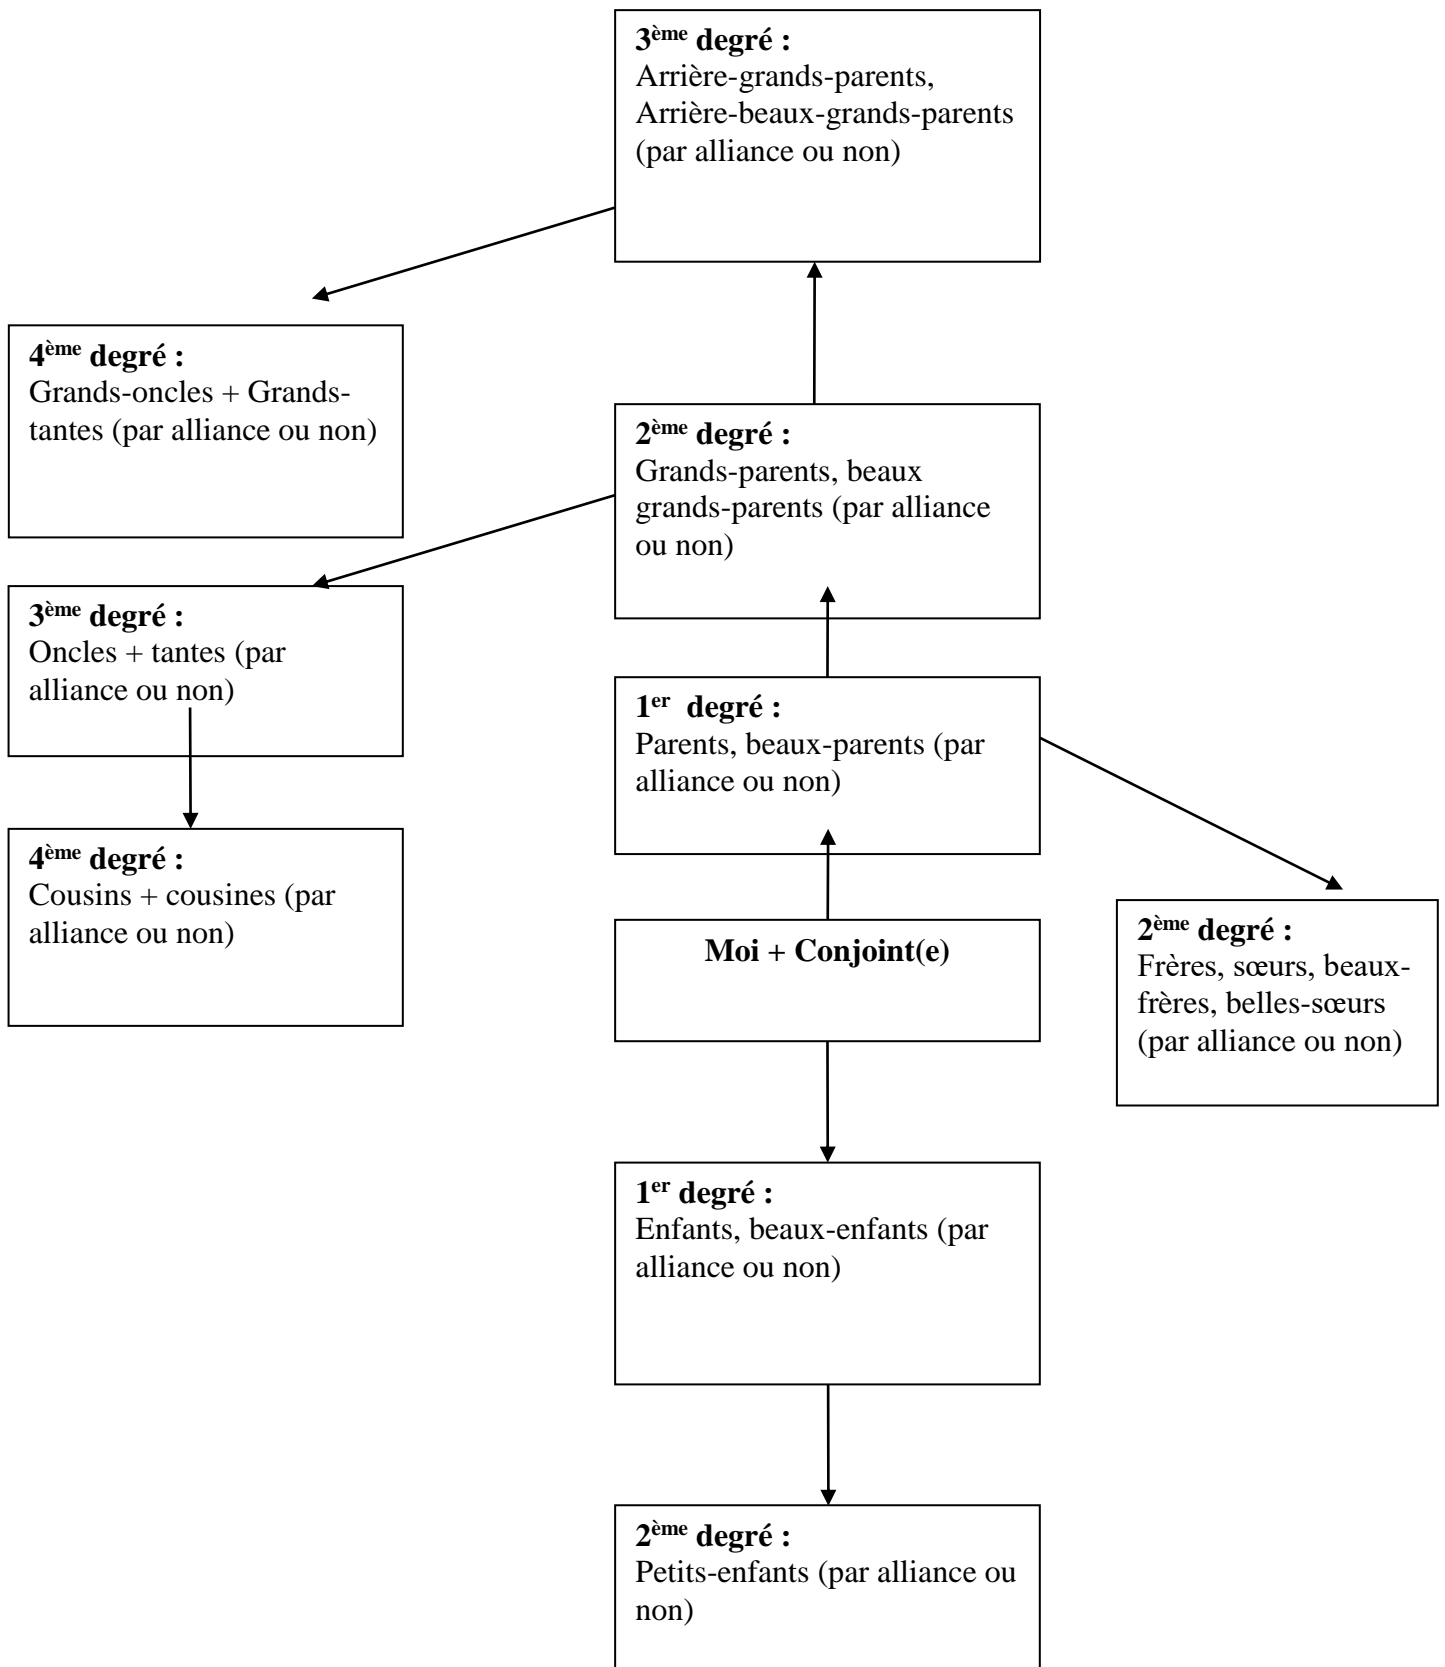 3ème degré :
Arrière-grands-parents,
Arrière-beaux-grands-parents
(par alliance ou non)
4ème degré :
Grands-oncles + Grands-
tantes (par alliance ou non)
2ème degré :
Grands-parents, beaux
grands-parents (par alliance
ou non)
3ème degré :
Oncles + tantes (par
alliance ou non)
1er degré :
Parents, beaux-parents (par
alliance ou non)
4ème degré :
Cousins + cousines (par
alliance ou non)
Moi + Conjoint(e)
2ème degré :
Frères, sœurs, beaux-
frères, belles-sœurs
(par alliance ou non)
1er degré :
Enfants, beaux-enfants (par
alliance ou non)
2ème degré :
Petits-enfants (par alliance ou
non)